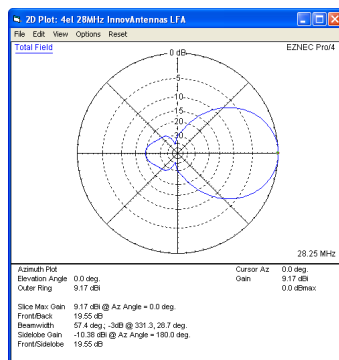 2D Plot: 4el 28MHz InnovAntennas LFA
File Edit View Options Reset
Total Field
EZNEC Pro/4
0 dB
-5
-10
-15
-20
-30
28.25 MHz
Azimuth Plot
Elevation Angle 0.0 deg.
Outer Ring 9.17 dBi
Cursor Az 0.0 deg.
Gain 9.17 dBi
0.0 dBmax
Slice Max Gain 9.17 dBi @ Az Angle = 0.0 deg.
Front/Back 19.55 dB
Beamwidth 57.4 deg.; -3dB @ 331.3, 28.7 deg.
Sidelobe Gain -10.38 dBi @ Az Angle = 180.0 deg.
Front/Sidelobe 19.55 dB